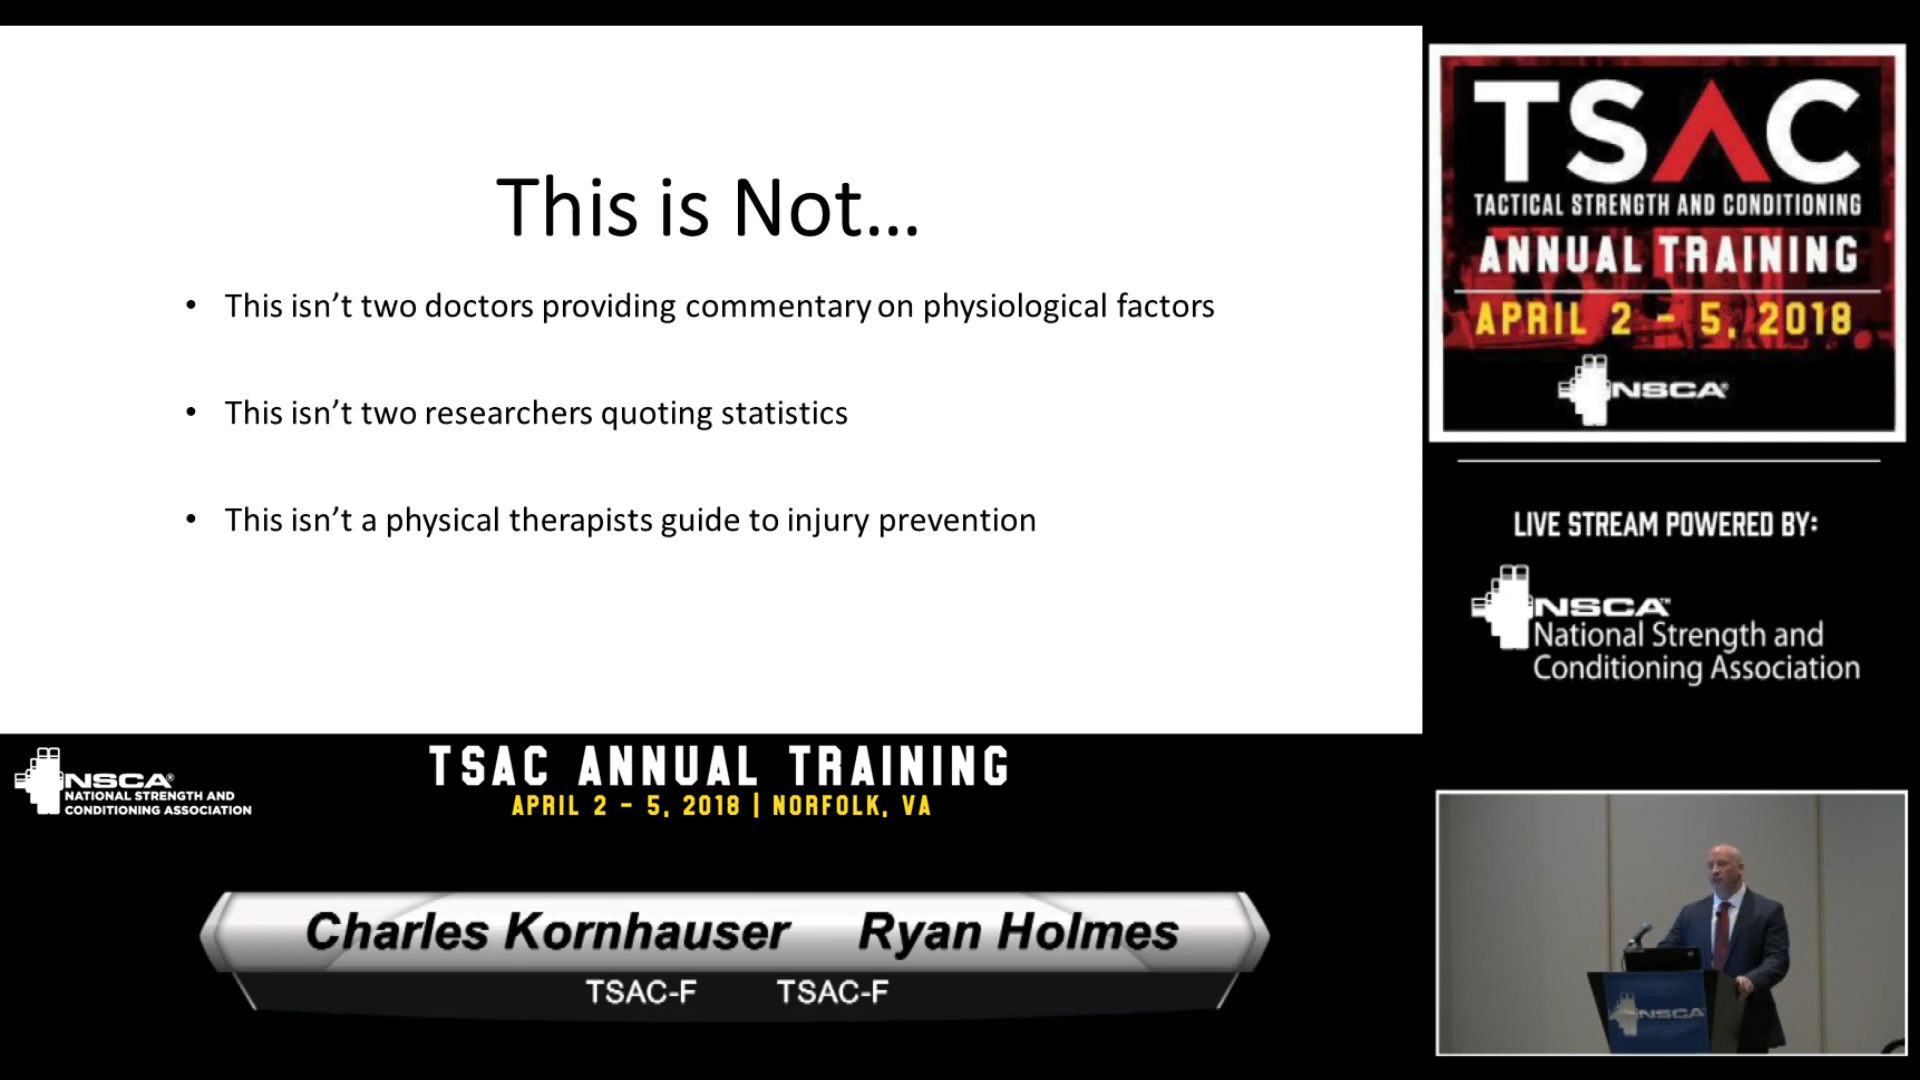 This is Not...
• This isn’t two doctors providing commentary on physiological factors
• This isn’t two researchers quoting statistics
• This isn’t a physical therapists guide to injury prevention
TSAC
TACTICAL STRENGTH AND CONDITIONING
ANNUAL TRAINING
APRIL 2 - 5, 2018
NSCA®
LIVE STREAM POWERED BY:
NSCA™
National Strength and
Conditioning Association
NSCA®
NATIONAL STRENGTH AND
CONDITIONING ASSOCIATION
TSAC ANNUAL TRAINING
APRIL 2 - 5, 2018 | NORFOLK, VA
Charles Kornhauser Ryan Holmes
TSAC-F TSAC-F
NSCA